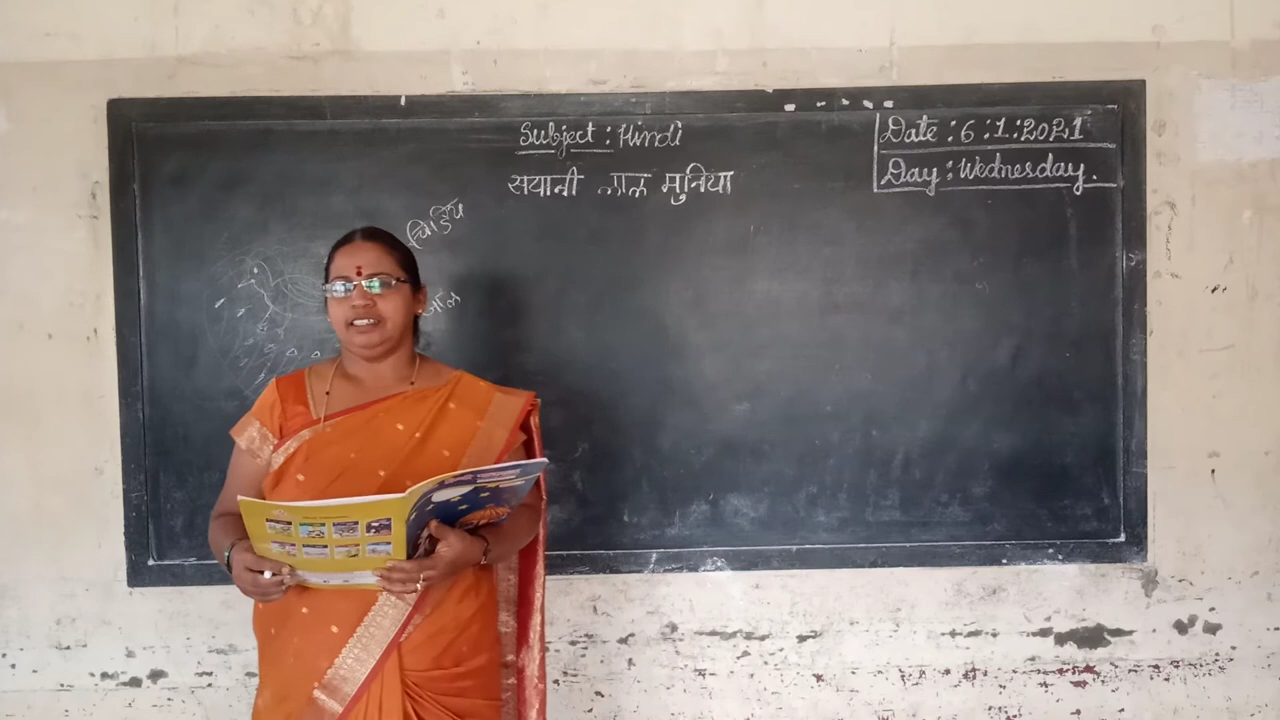 Subject : Hindi
Date : 6:1:2021
Day : Wednesday.
सयानी लाल मुनिया
चिड़िय
जाल